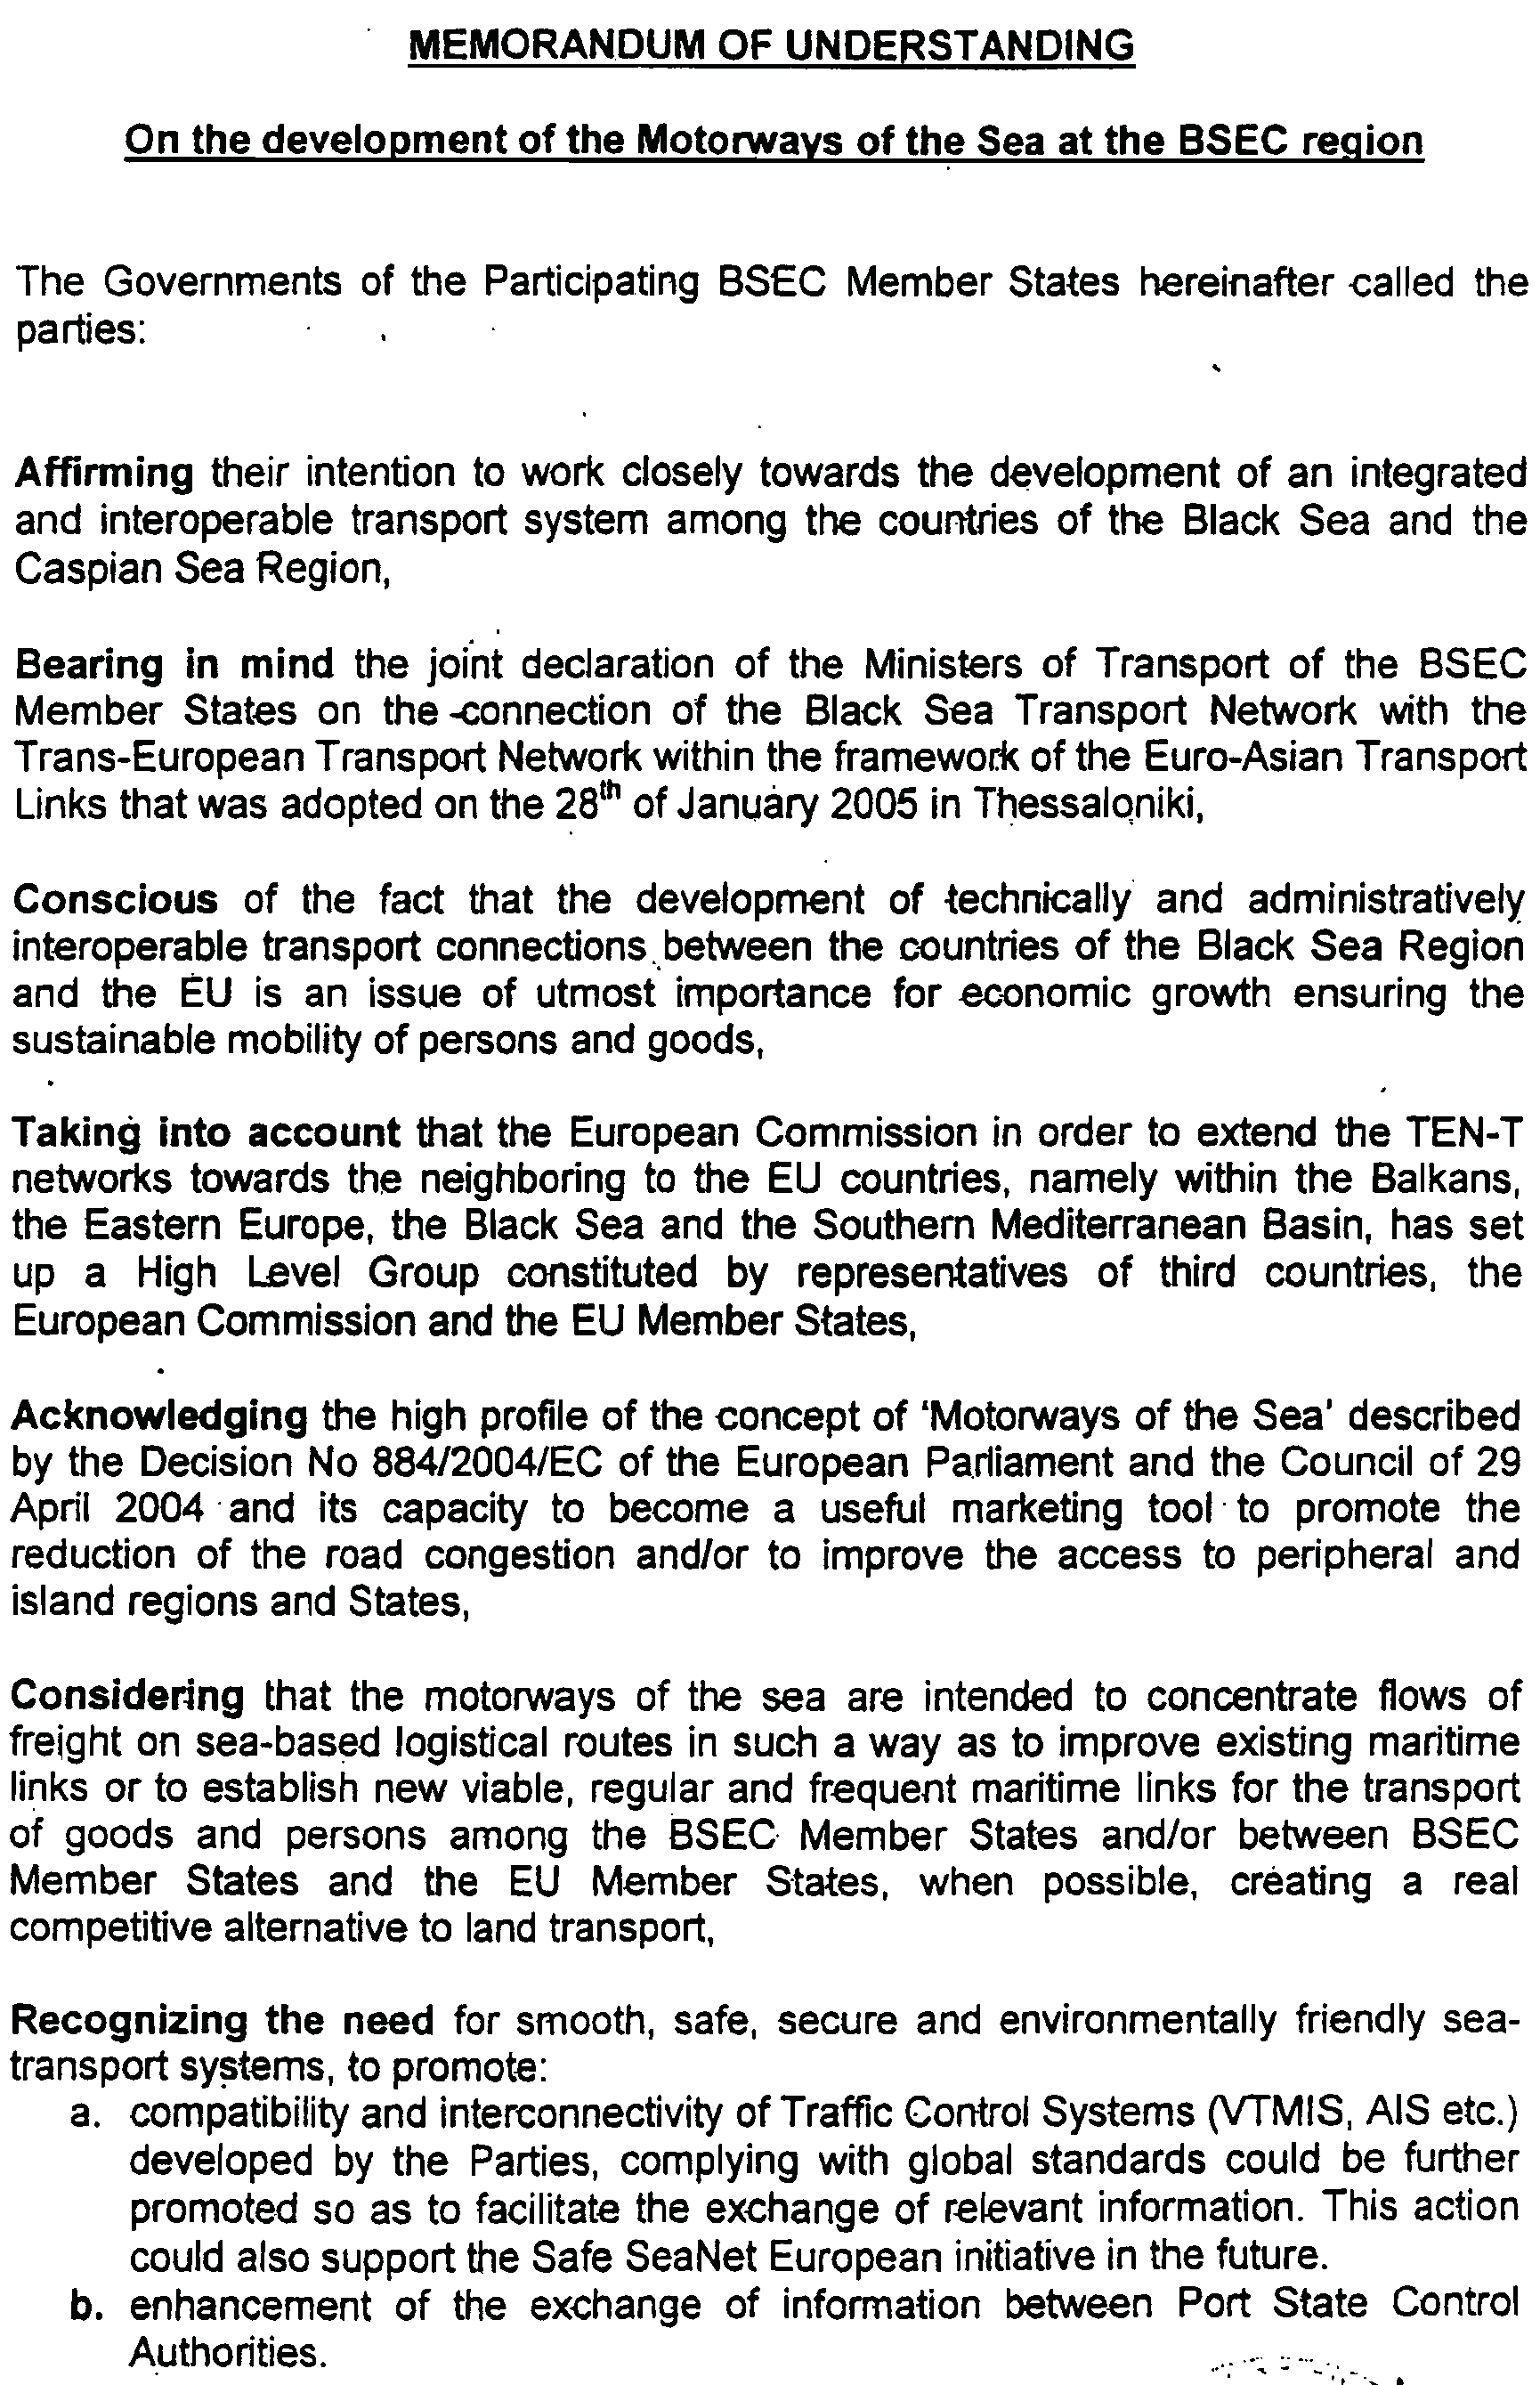 MEMORANDUM OF UNDERSTANDING
On the development of the Motorways of the Sea at the BSEC region
The Governments of the Participating BSEC Member States hereinafter called the
parties:
Affirming their intention to work closely towards the development of an integrated
and interoperable transport system among the countries of the Black Sea and the
Caspian Sea Region,
Bearing in mind the joint declaration of the Ministers of Transport of the BSEC
Member States on the connection of the Black Sea Transport Network with the
Trans-European Transport Network within the framework of the Euro-Asian Transport
Links that was adopted on the 28th of January 2005 in Thessaloniki,
Conscious of the fact that the development of technically and administratively
interoperable transport connections between the countries of the Black Sea Region
and the EU is an issue of utmost importance for economic growth ensuring the
sustainable mobility of persons and goods,
Taking into account that the European Commission in order to extend the TEN-T
networks towards the neighboring to the EU countries, namely within the Balkans,
the Eastern Europe, the Black Sea and the Southern Mediterranean Basin, has set
up a High Level Group constituted by representatives of third countries, the
European Commission and the EU Member States,
Acknowledging the high profile of the concept of 'Motorways of the Sea' described
by the Decision No 884/2004/EC of the European Parliament and the Council of 29
April 2004 and its capacity to become a useful marketing tool to promote the
reduction of the road congestion and/or to improve the access to peripheral and
island regions and States,
Considering that the motorways of the sea are intended to concentrate flows of
freight on sea-based logistical routes in such a way as to improve existing maritime
links or to establish new viable, regular and frequent maritime links for the transport
of goods and persons among the BSEC Member States and/or between BSEC
Member States and the EU Member States, when possible, creating a real
competitive alternative to land transport,
Recognizing the need for smooth, safe, secure and environmentally friendly sea-
transport systems, to promote:
a. compatibility and interconnectivity of Traffic Control Systems (VTMIS, AIS etc.)
developed by the Parties, complying with global standards could be further
promoted so as to facilitate the exchange of relevant information. This action
could also support the Safe SeaNet European initiative in the future.
b. enhancement of the exchange of information between Port State Control
Authorities.